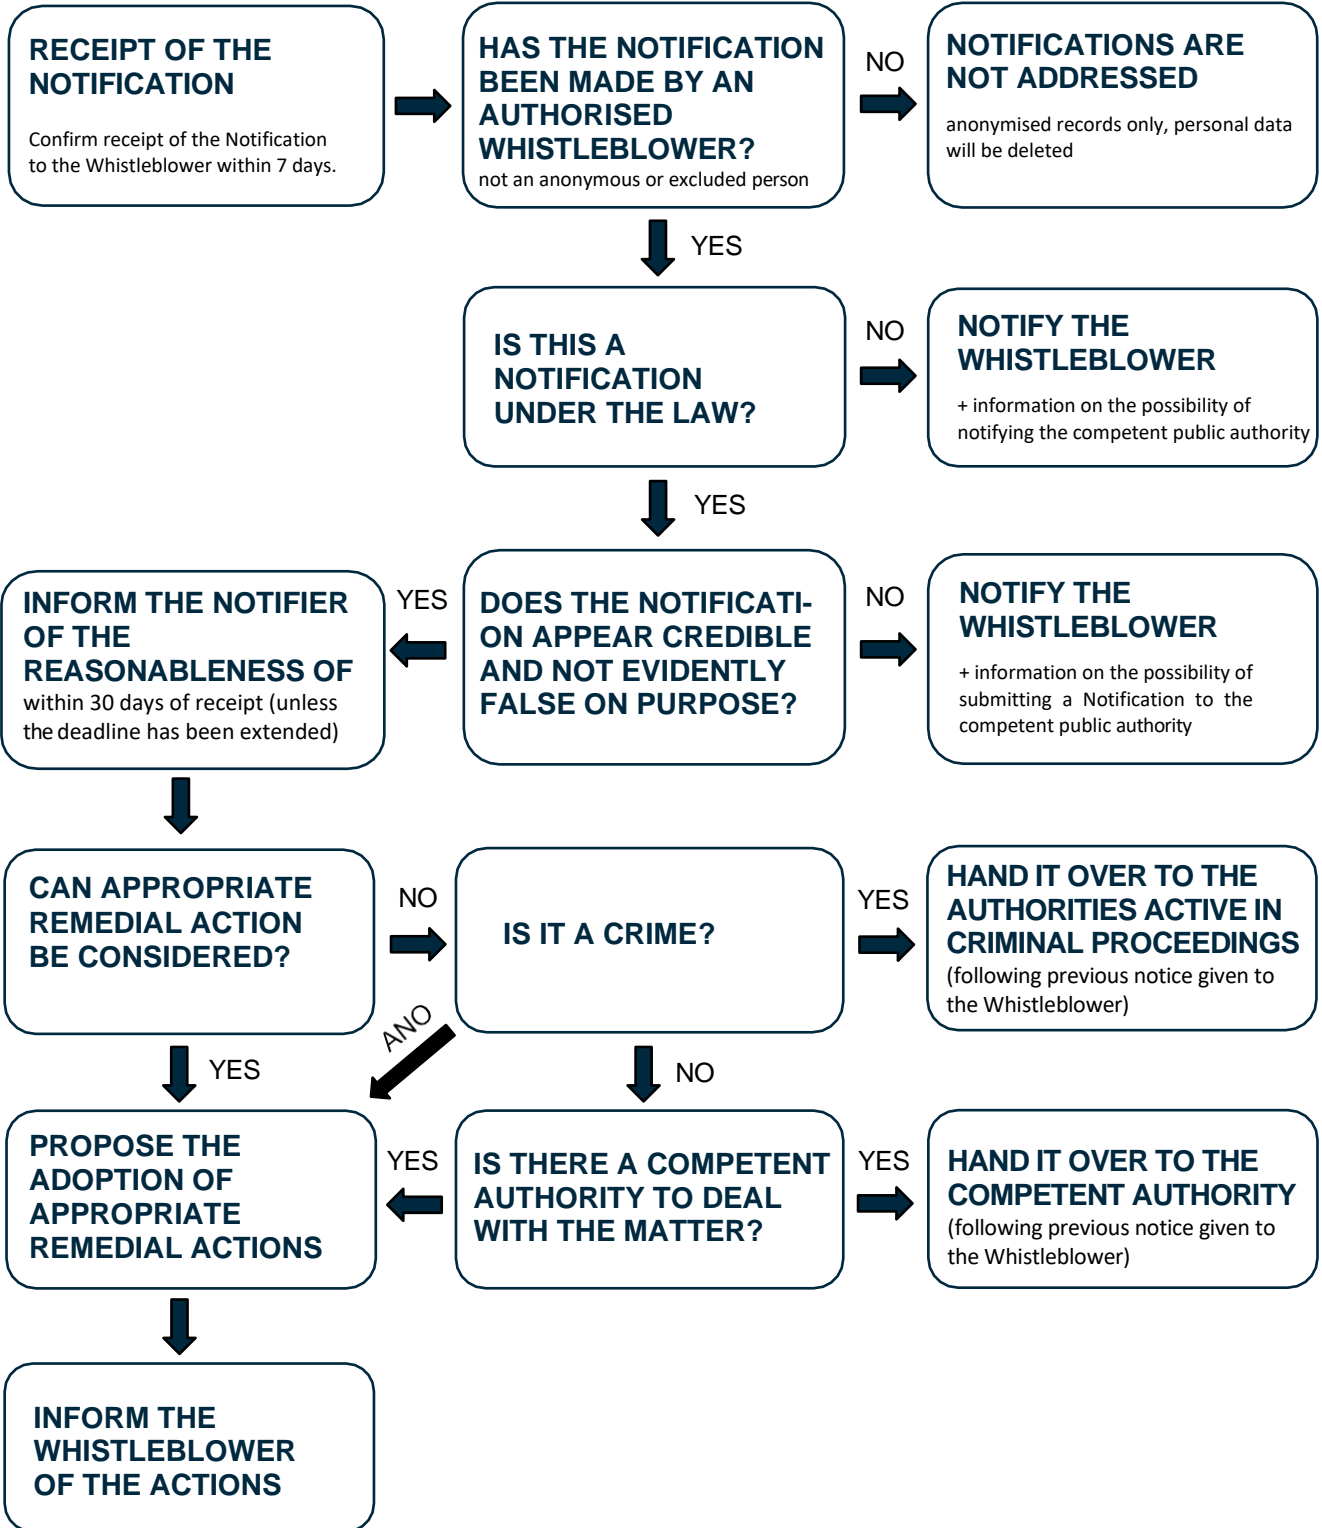 RECEIPT OF THE
NOTIFICATION
Confirm receipt of the Notification
to the Whistleblower within 7 days.
HAS THE NOTIFICATION
BEEN MADE BY AN
AUTHORISED
WHISTLEBLOWER?
not an anonymous or excluded person
NO
NOTIFICATIONS ARE
NOT ADDRESSED
anonymised records only, personal data
will be deleted
YES
IS THIS A
NOTIFICATION
UNDER THE LAW?
NO
NOTIFY THE
WHISTLEBLOWER
+ information on the possibility of
notifying the competent public authority
YES
INFORM THE NOTIFIER
OF THE
REASONABLENESS OF
within 30 days of receipt (unless
the deadline has been extended)
YES
DOES THE NOTIFICATI-
ON APPEAR CREDIBLE
AND NOT EVIDENTLY
FALSE ON PURPOSE?
NO
NOTIFY THE
WHISTLEBLOWER
+ information on the possibility of
submitting a Notification to the
competent public authority
CAN APPROPRIATE
REMEDIAL ACTION
BE CONSIDERED?
NO
IS IT A CRIME?
YES
HAND IT OVER TO THE
AUTHORITIES ACTIVE IN
CRIMINAL PROCEEDINGS
(following previous notice given to
the Whistleblower)
YES
ANO
NO
PROPOSE THE
ADOPTION OF
APPROPRIATE
REMEDIAL ACTIONS
YES
IS THERE A COMPETENT
AUTHORITY TO DEAL
WITH THE MATTER?
YES
HAND IT OVER TO THE
COMPETENT AUTHORITY
(following previous notice given to
the Whistleblower)
INFORM THE
WHISTLEBLOWER
OF THE ACTIONS